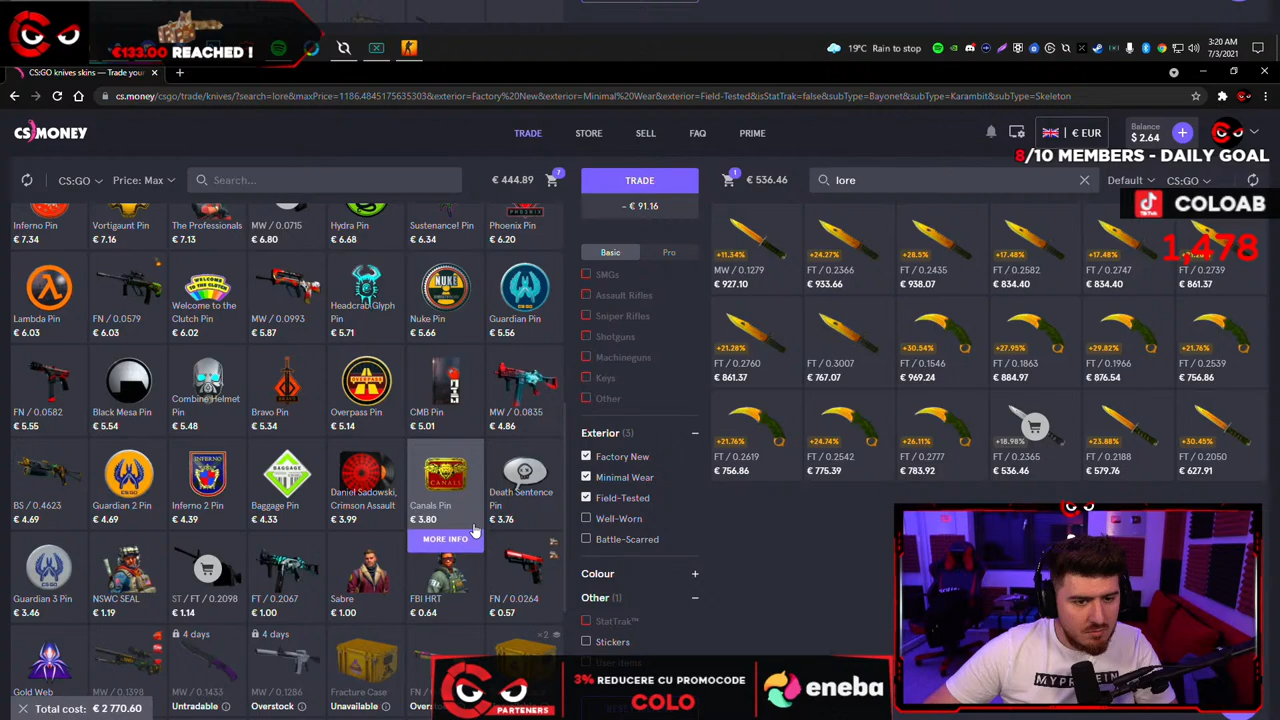 €133.00 REACHED !
19°C Rain to stop
3:20 AM
7/3/2021
CS:GO knives skins — Trade your
cs.money/csgo/trade/knives/?search=lore&maxPrice=1186.4845175635303&exterior=Factory%20New&exterior=Minimal%20Wear&exterior=Field-Tested&isStatTrak=false&subType=Bayonet&subType=Karambit&subType=Skeleton
CS MONEY
TRADE STORE SELL FAQ PRIME
€ EUR
Balance
$ 2.64
8/10 MEMBERS - DAILY GOAL
CS:GO Price: Max Search... € 444.89 7
TRADE
1 € 536.46 lore Default CS:GO
– € 91.16
COLOAB
1,478
Basic Pro
Inferno Pin Vortigaunt Pin The Professionals MW / 0.0715 Hydra Pin Sustenance! Pin Phoenix Pin
€ 7.34 € 7.16 € 7.13 € 6.80 € 6.68 € 6.34 € 6.20
Lambda Pin FN / 0.0579 Welcome to the Clutch Pin MW / 0.0993 Headcrab Glyph Pin Nuke Pin Guardian Pin
€ 6.03 € 6.03 € 6.02 € 5.87 € 5.71 € 5.66 € 5.56
FN / 0.0582 Black Mesa Pin Combine Helmet Pin Bravo Pin Overpass Pin CMB Pin MW / 0.0835
€ 5.55 € 5.54 € 5.48 € 5.34 € 5.14 € 5.01 € 4.86
BS / 0.4623 Guardian 2 Pin Inferno 2 Pin Baggage Pin Daniel Sadowski, Crimson Assault Canals Pin Death Sentence Pin
€ 4.69 € 4.69 € 4.39 € 4.33 € 3.99 € 3.80 € 3.76
MORE INFO
Guardian 3 Pin NSWC SEAL ST / FT / 0.2098 FT / 0.2067 Sabre FBI HRT FN / 0.0264
€ 3.46 € 1.19 € 1.14 € 1.00 € 1.00 € 0.64 € 0.57
4 days 4 days ×2
Gold Web MW / 0.1398 MW / 0.1433 MW / 0.1286 Fracture Case
Untradable Overstock Unavailable
Total cost: € 2 770.60
SMGs
Assault Rifles
Sniper Rifles
Shotguns
Machineguns
Keys
Other
Exterior (3)
Factory New
Minimal Wear
Field-Tested
Well-Worn
Battle-Scarred
Colour
Other (1)
StatTrak™
Stickers
User items
+11.34% +24.27% +28.5% +17.48% +17.48%
MW / 0.1279 FT / 0.2366 FT / 0.2435 FT / 0.2582 FT / 0.2747 FT / 0.2739
€ 927.10 € 933.66 € 938.07 € 834.40 € 834.40 € 861.37
+21.28% +30.54% +27.95% +29.82% +21.76%
FT / 0.2760 FT / 0.3007 FT / 0.1546 FT / 0.1863 FT / 0.1966 FT / 0.2539
€ 861.37 € 767.07 € 969.24 € 884.97 € 876.54 € 756.86
+21.76% +24.74% +26.11% +18.98% +23.88% +30.45%
FT / 0.2619 FT / 0.2542 FT / 0.2777 FT / 0.2365 FT / 0.2188 FT / 0.2050
€ 756.86 € 775.39 € 783.92 € 536.46 € 579.76 € 627.91
MYPROTEIN
PARTENERS
3% REDUCERE CU PROMOCODE
COLO
eneba